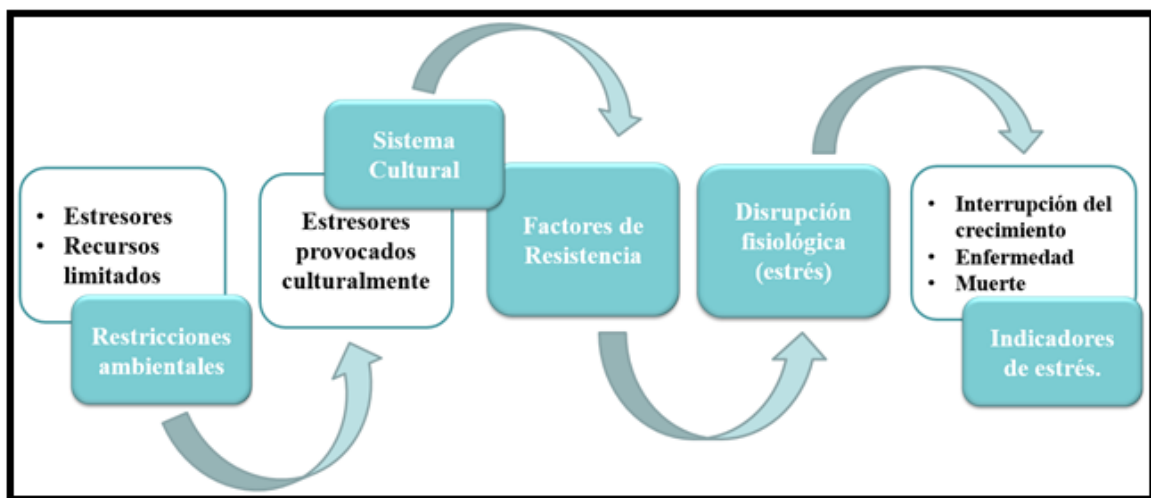 • Estresores
• Recursos
limitados
Restricciones
ambientales
Sistema
Cultural
Estresores
provocados
culturalmente
Factores de
Resistencia
Disrupción
fisiológica
(estrés)
• Interrupción del
crecimiento
• Enfermedad
• Muerte
Indicadores
de estrés.